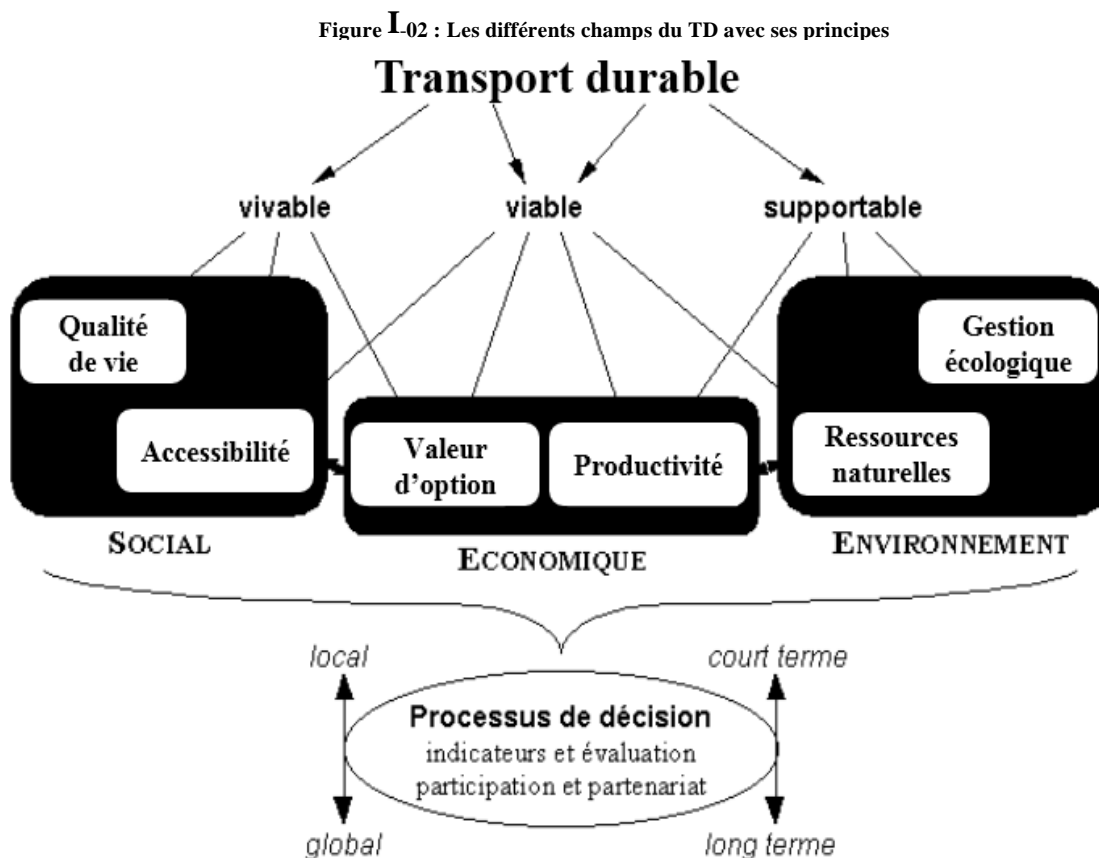 Figure I-02 : Les différents champs du TD avec ses principes
Transport durable
vivable
viable
supportable
Qualité
de vie
Accessibilité
Valeur
d'option
Productivité
Gestion
écologique
Ressources
naturelles
SOCIAL
ECONOMIQUE
ENVIRONNEMENT
local
court terme
Processus de décision
indicateurs et évaluation
participation et partenariat
global
long terme